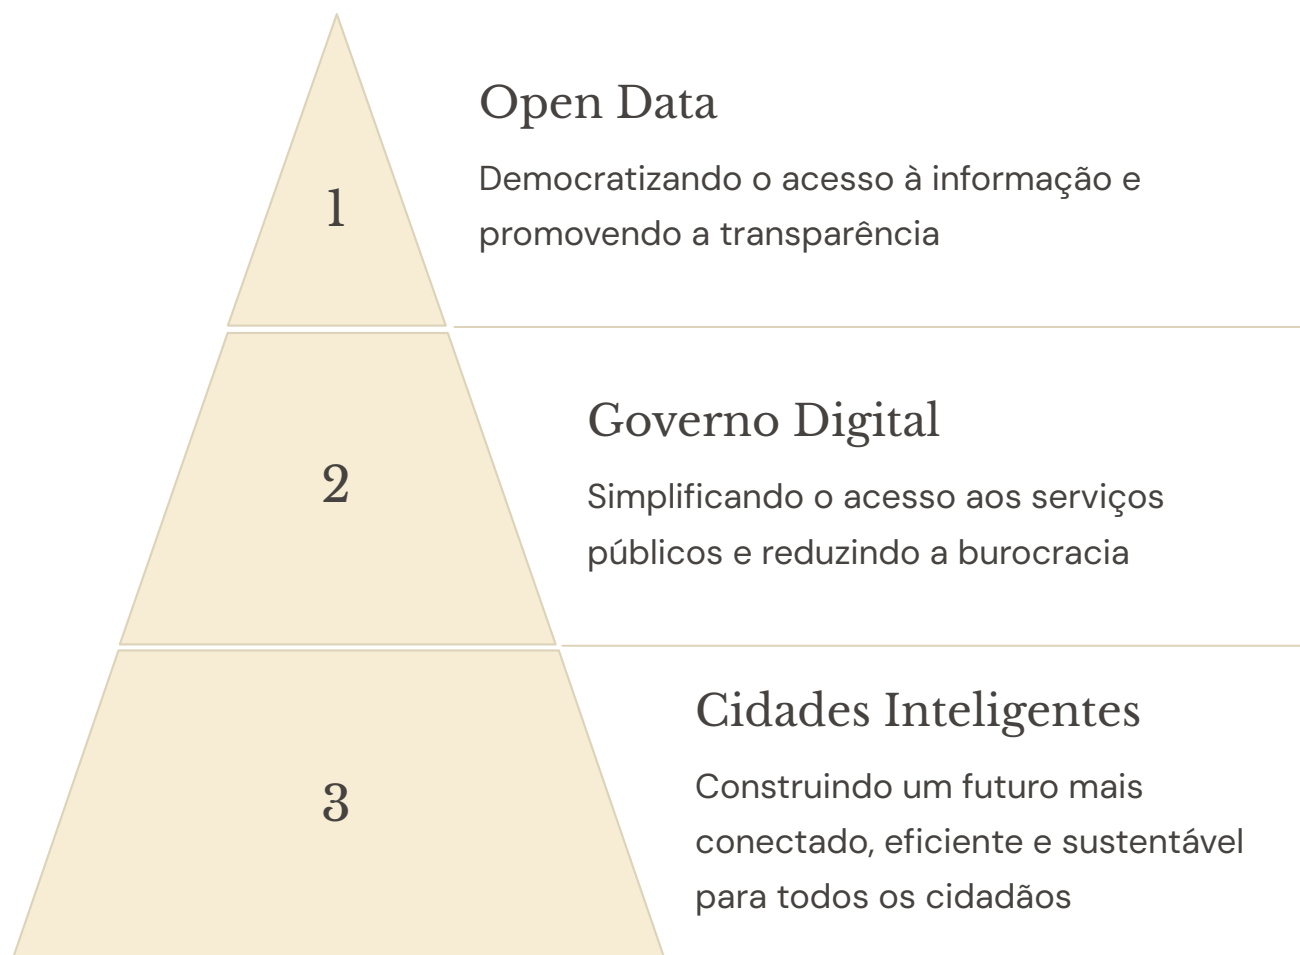 Open Data
Democratizando o acesso à informação e
promovendo a transparência
1
Governo Digital
Simplificando o acesso aos serviços
públicos e reduzindo a burocracia
2
Cidades Inteligentes
Construindo um futuro mais
conectado, eficiente e sustentável
para todos os cidadãos
3